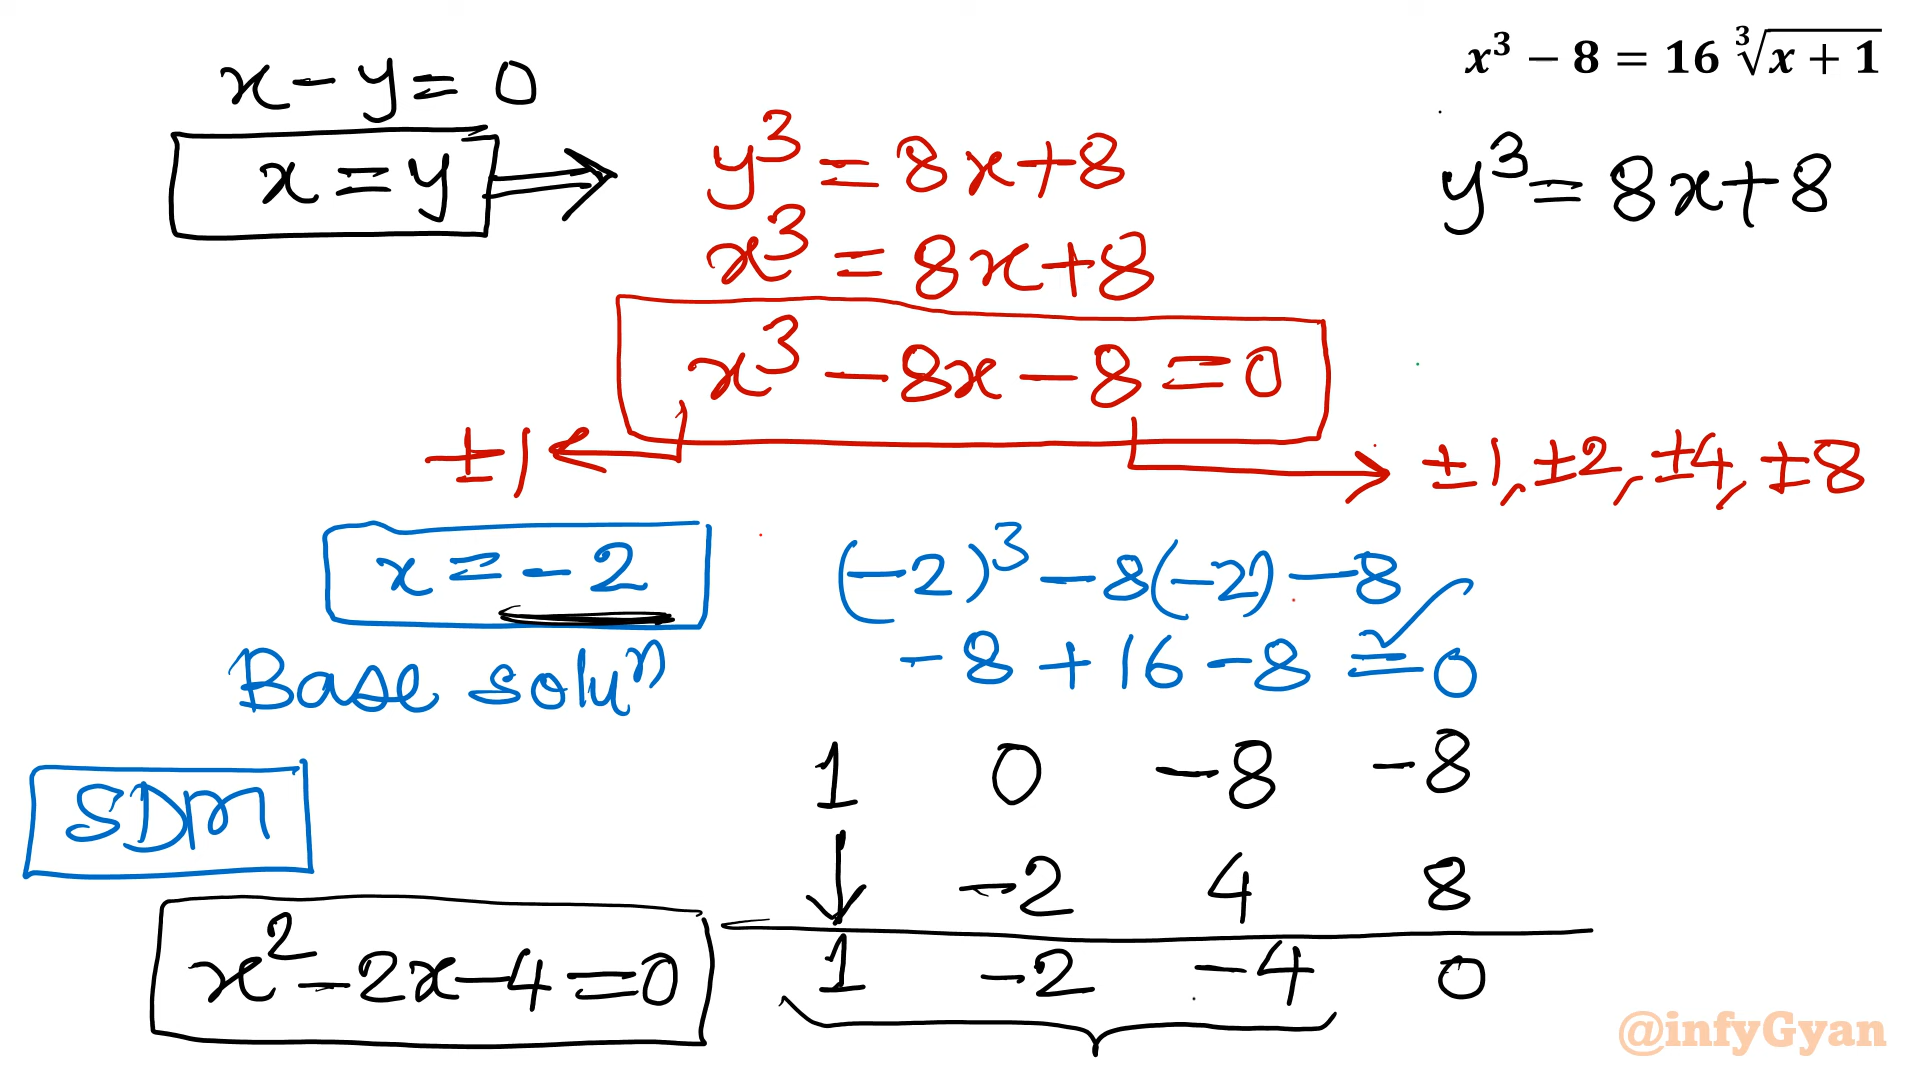 x³ − 8 = 16 ∛(x + 1)
x − y = 0
x = y ⇒
y³ = 8x + 8
y³ = 8x + 8
x³ = 8x + 8
x³ − 8x − 8 = 0
±1 ← → ±1, ±2, ±4, ±8
x = −2
(−2)³ − 8(−2) − 8
Base soluⁿ
−8 + 16 − 8 = 0 ✓
SDM
1 0 −8 −8
↓ −2 4 8
1 −2 −4 0
x² − 2x − 4 = 0
@infyGyan